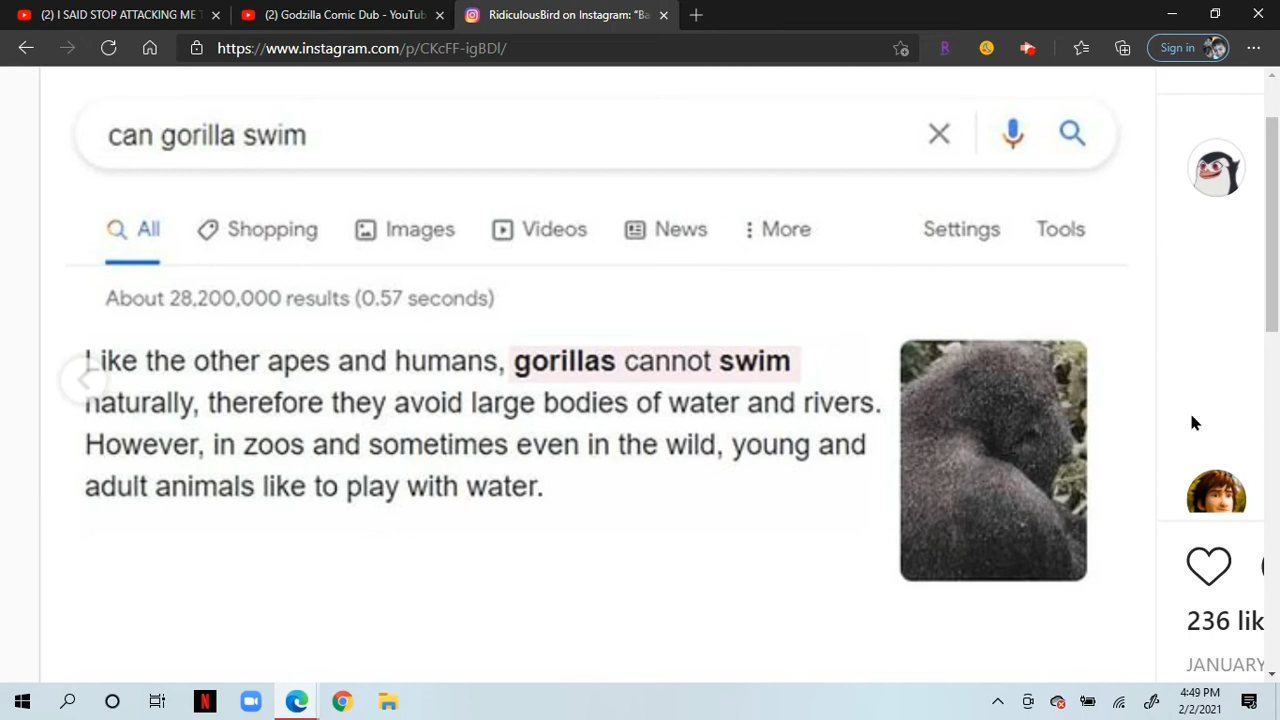 (2) I SAID STOP ATTACKING ME T
(2) Godzilla Comic Dub - YouTube
RidiculousBird on Instagram: "Ba
https://www.instagram.com/p/CKcFF-igBDl/
R
Sign in
can gorilla swim
All Shopping Images Videos News More Settings Tools
About 28,200,000 results (0.57 seconds)
Like the other apes and humans, gorillas cannot swim
naturally, therefore they avoid large bodies of water and rivers.
However, in zoos and sometimes even in the wild, young and
adult animals like to play with water.
236 lik
JANUARY
N
4:49 PM
2/2/2021